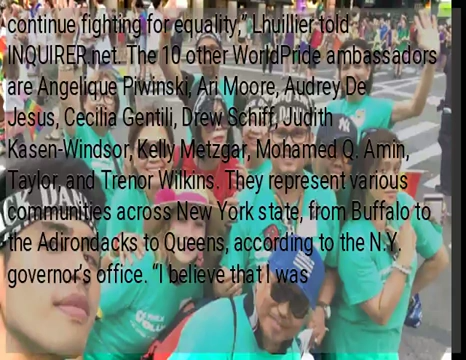 continue fighting for equality,” Lhuillier told
INQUIRER.net. The 10 other WorldPride ambassadors
are Angelique Piwinski, Ari Moore, Audrey De
Jesus, Cecilia Gentili, Drew Schiff, Judith
Kasen-Windsor, Kelly Metzgar, Mohamed Q. Amin,
Taylor, and Trenor Wilkins. They represent various
communities across New York state, from Buffalo to
the Adirondacks to Queens, according to the N.Y.
governor’s office. “I believe that I was